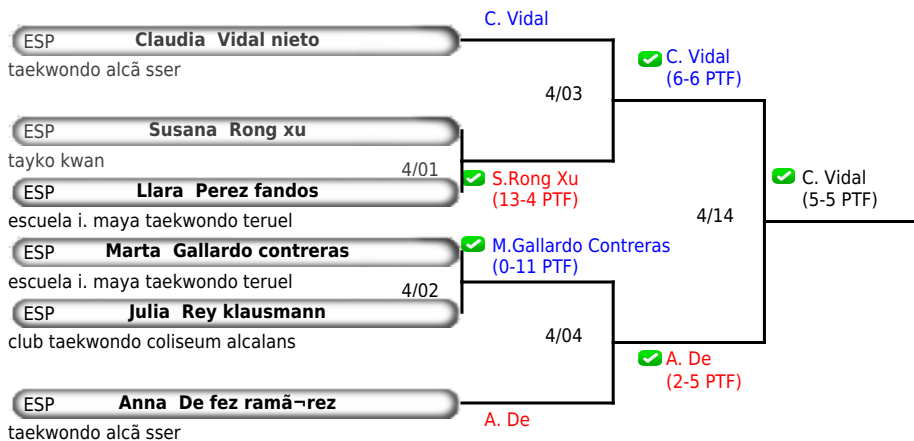 C. Vidal
ESP Claudia Vidal nieto
taekwondo alcã sser
C. Vidal
(6-6 PTF)
4/03
ESP Susana Rong xu
tayko kwan
4/01
S.Rong Xu
(13-4 PTF)
ESP Llara Perez fandos
escuela i. maya taekwondo teruel
C. Vidal
(5-5 PTF)
4/14
ESP Marta Gallardo contreras
escuela i. maya taekwondo teruel
M.Gallardo Contreras
(0-11 PTF)
4/02
ESP Julia Rey klausmann
club taekwondo coliseum alcalans
4/04
A. De
(2-5 PTF)
ESP Anna De fez ramã¬rez
taekwondo alcã sser
A. De